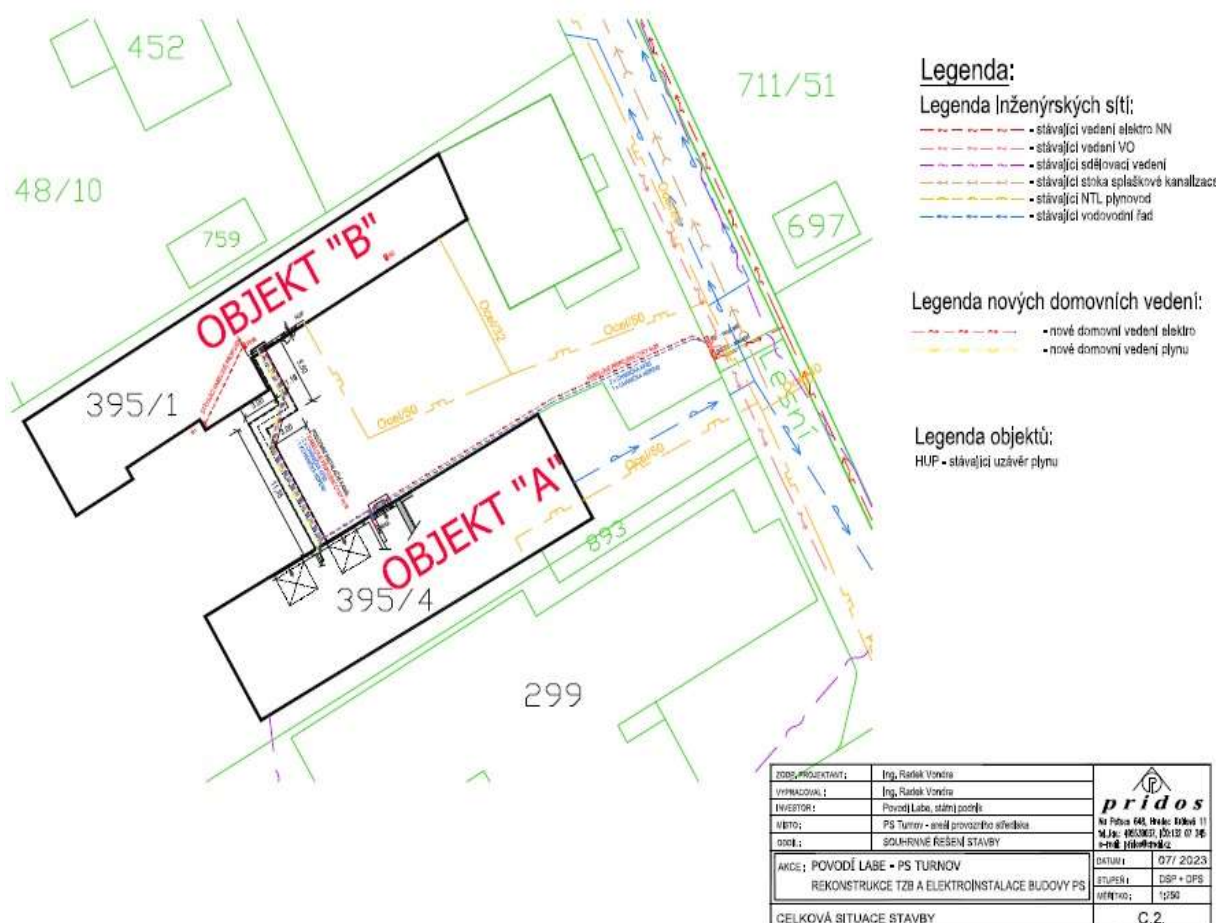 452
711/51
48/10
759
697
OBJEKT "B"
HUP
395/1
Ocel/32
Ocel/50
Ocel/50
Ocel/50
Ocel/50
Lesní
OBJEKT "A"
893
395/4
299
Legenda:
Legenda Inženýrských sítí:
- stávající vedení elektro NN
- stávající vedení VO
- stávající sdělovací vedení
- stávající stoka splaškové kanalizace
- stávající NTL plynovod
- stávající vodovodní řad
Legenda nových domovních vedení:
- nové domovní vedení elektro
- nové domovní vedení plynu
Legenda objektů:
HUP - stávající uzávěr plynu
ZODP. PROJEKTANT: Ing. Radek Vondra
VYPRACOVAL: Ing. Radek Vondra
INVESTOR: Povodí Labe, státní podnik
MÍSTO: PS Turnov - areál provozního střediska
ODDÍL: SOUHRNNÉ ŘEŠENÍ STAVBY
pridos
AKCE: POVODÍ LABE - PS TURNOV
REKONSTRUKCE TZB A ELEKTROINSTALACE BUDOVY PS
DATUM: 07/2023
STUPEŇ: DSP + DPS
MĚŘÍTKO: 1:250
CELKOVÁ SITUACE STAVBY C.2.